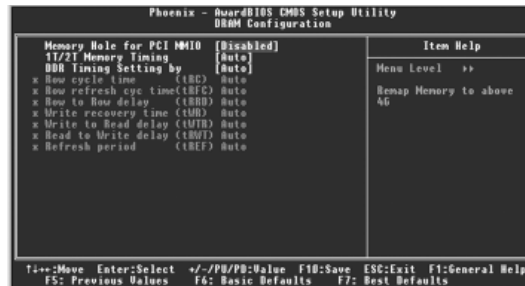 Phoenix - AwardBIOS CMOS Setup Utility
DRAM Configuration
Memory Hole for PCI MMIO [Disabled]
1T/2T Memory Timing [Auto]
DDR Timing Setting by [Auto]
x Row cycle time (tRC) Auto
x Row refresh cyc time(tRFC) Auto
x Row to Row delay (tRRD) Auto
x Write recovery time (tWR) Auto
x Write to Read delay (tWTR) Auto
x Read to Write delay (tRWT) Auto
x Refresh period (tREF) Auto
Item Help
Menu Level ▸▸
Remap Memory to above
4G
↑↓←→:Move Enter:Select +/-/PU/PD:Value F10:Save ESC:Exit F1:General Help
F5: Previous Values F6: Basic Defaults F7: Best Defaults